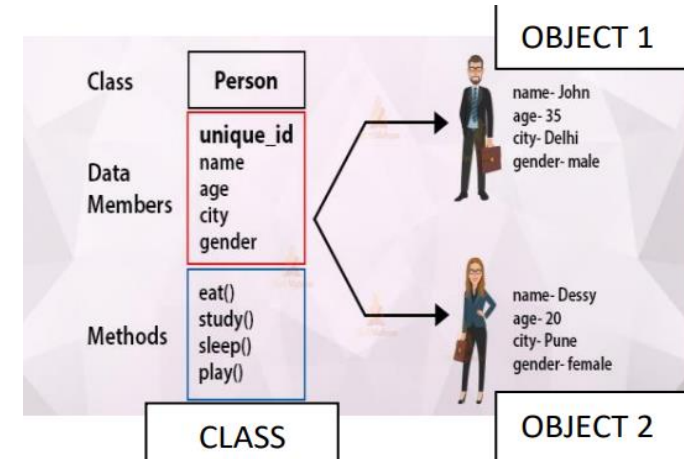 OBJECT 1
Class
Person
Data
Members
unique_id
name
age
city
gender
Methods
eat()
study()
sleep()
play()
CLASS
name- John
age- 35
city- Delhi
gender- male
name- Dessy
age- 20
city- Pune
gender- female
OBJECT 2